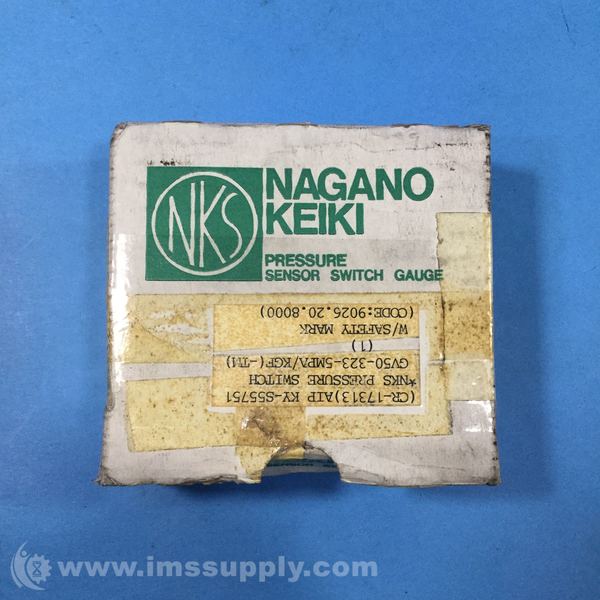 NKS
NAGANO
KEIKI
PRESSURE
SENSOR SWITCH GAUGE
(CR-17313)AIP KY-S55751
*NKS PRESSURE SWITCH
GV50-323-5MPA/KGF(-TM)
(1)
W/SAFETY MARK
(CODE:9026.20.8000)
www.imssupply.com